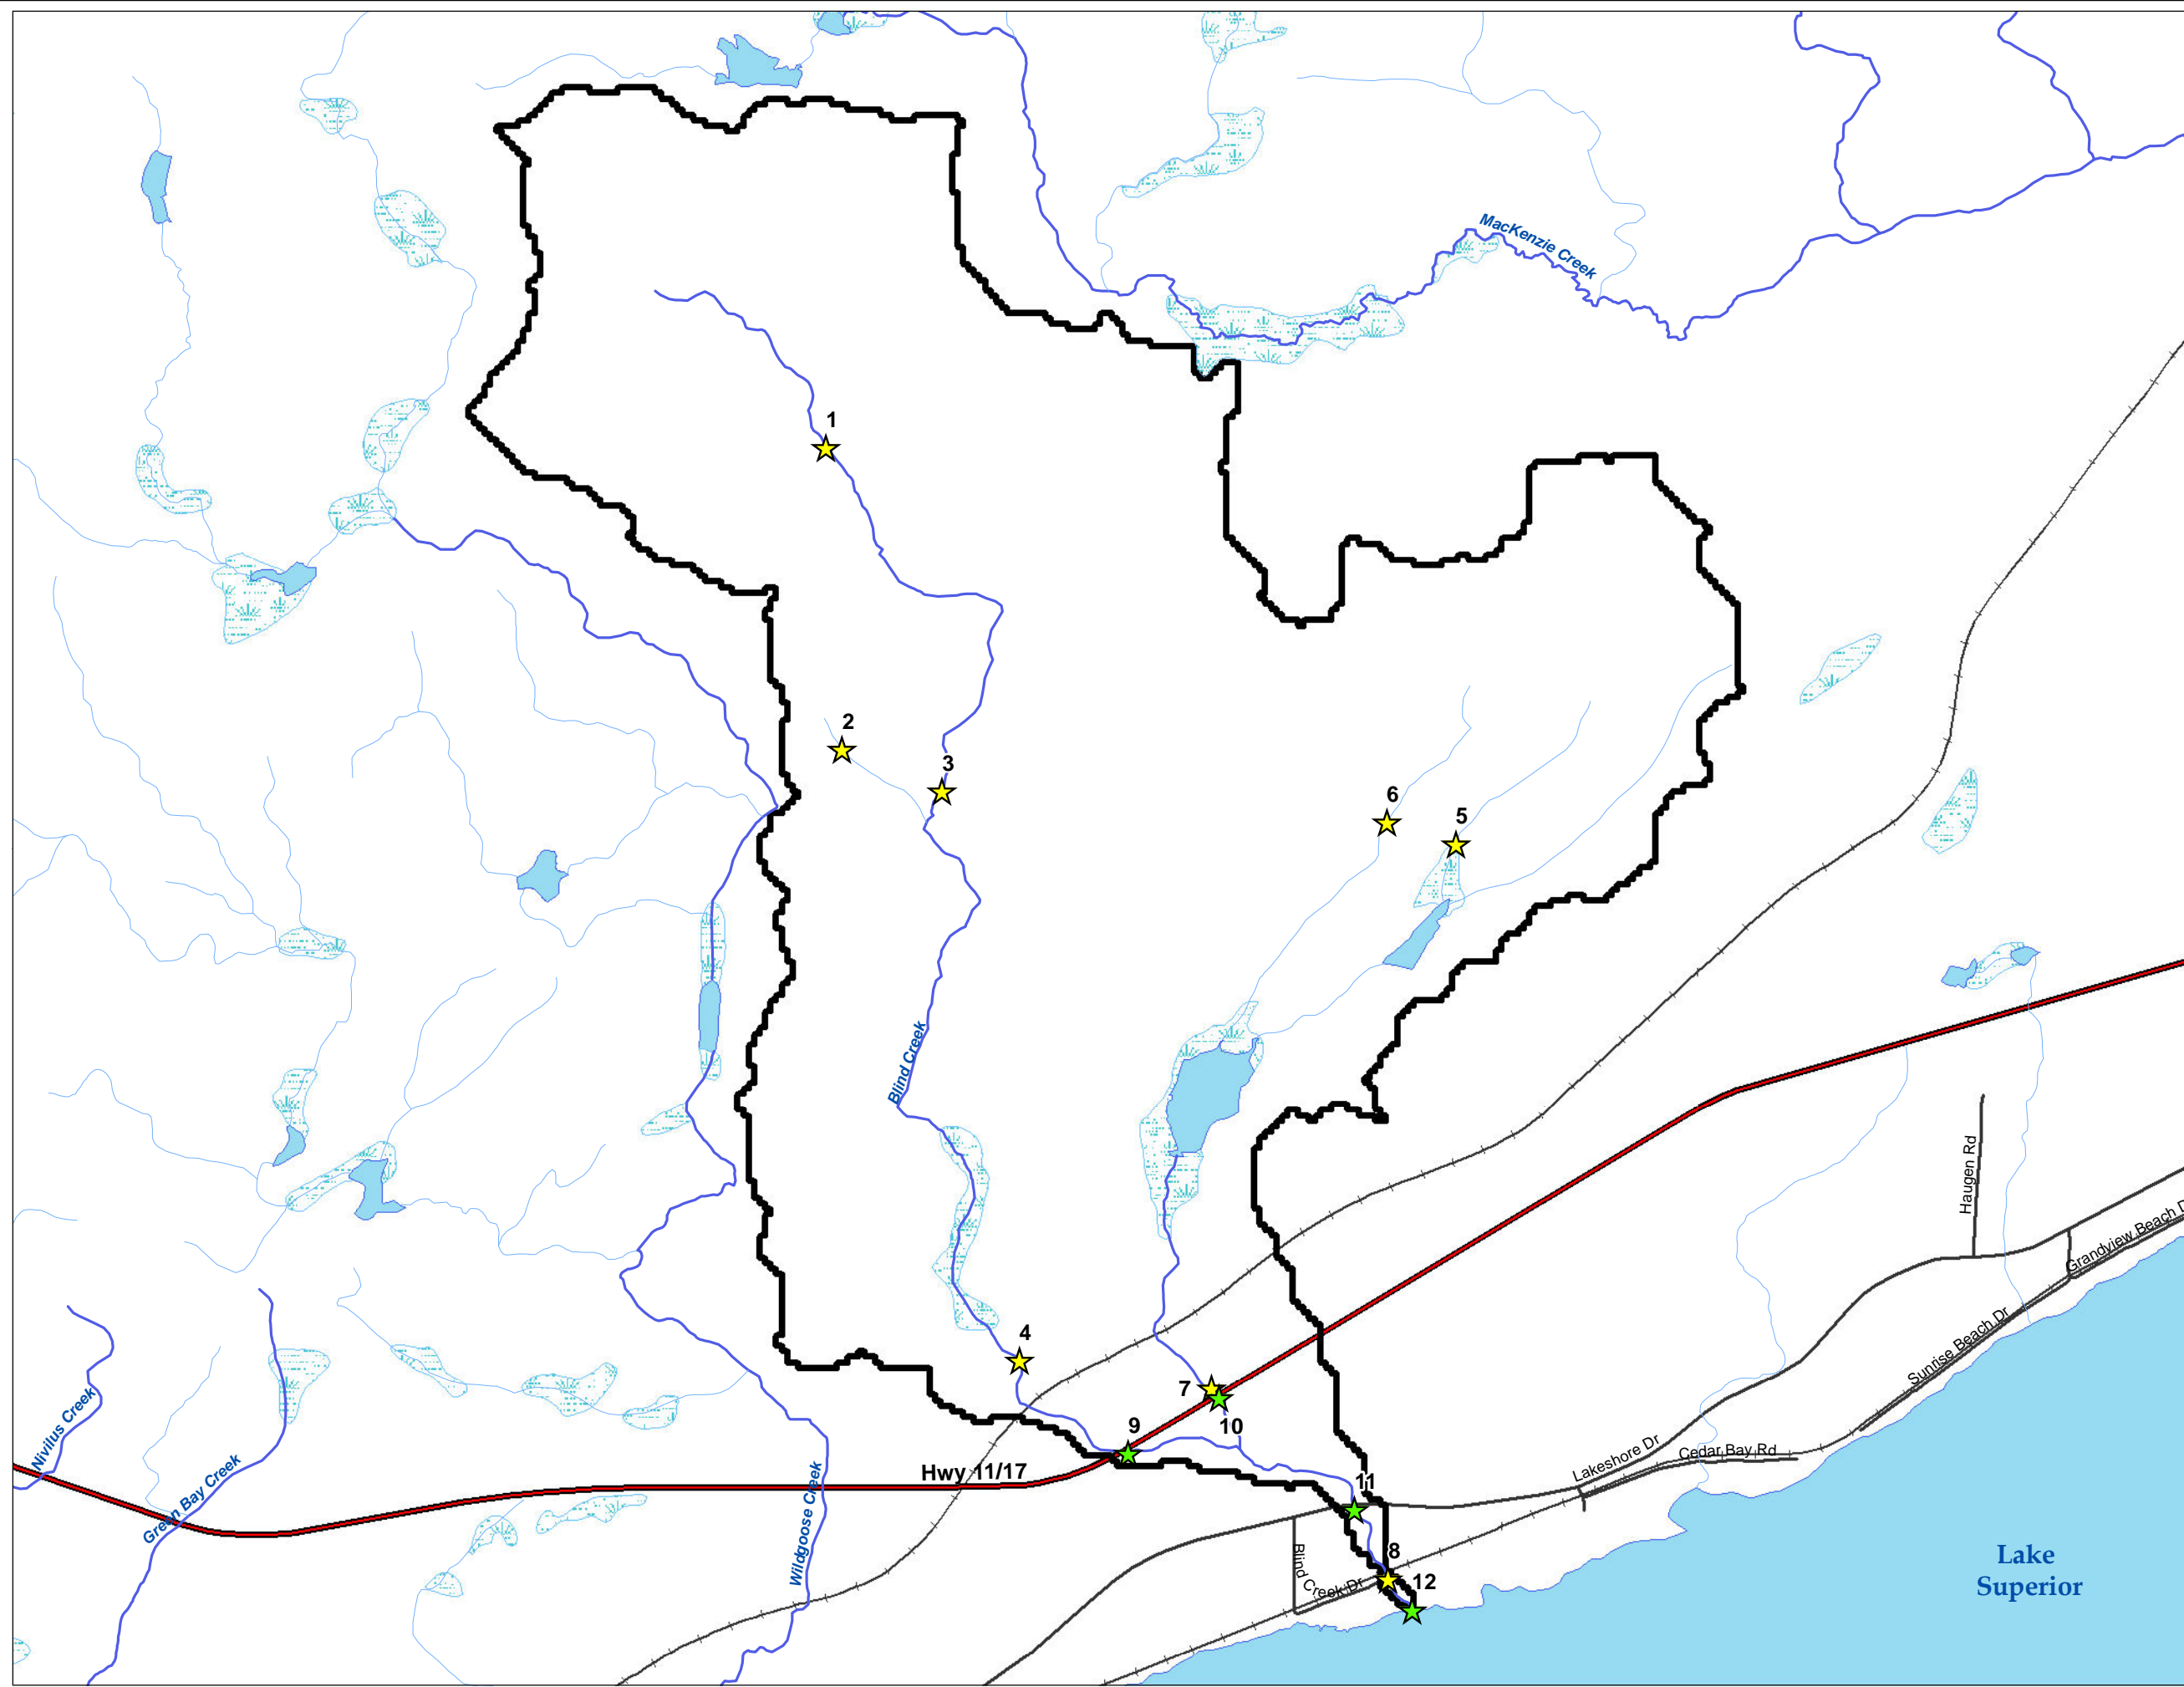 MacKenzie Creek
1
2
3
6
5
Blind Creek
Haugen Rd
Grandview Beach D
Sunrise Beach Dr
4
7
10
9
Nivilus Creek
Green Bay Creek
Hwy 11/17
Wildgoose Creek
Lakeshore Dr
Cedar Bay Rd
11
8
12
Blind Creek Dr
Lake
Superior